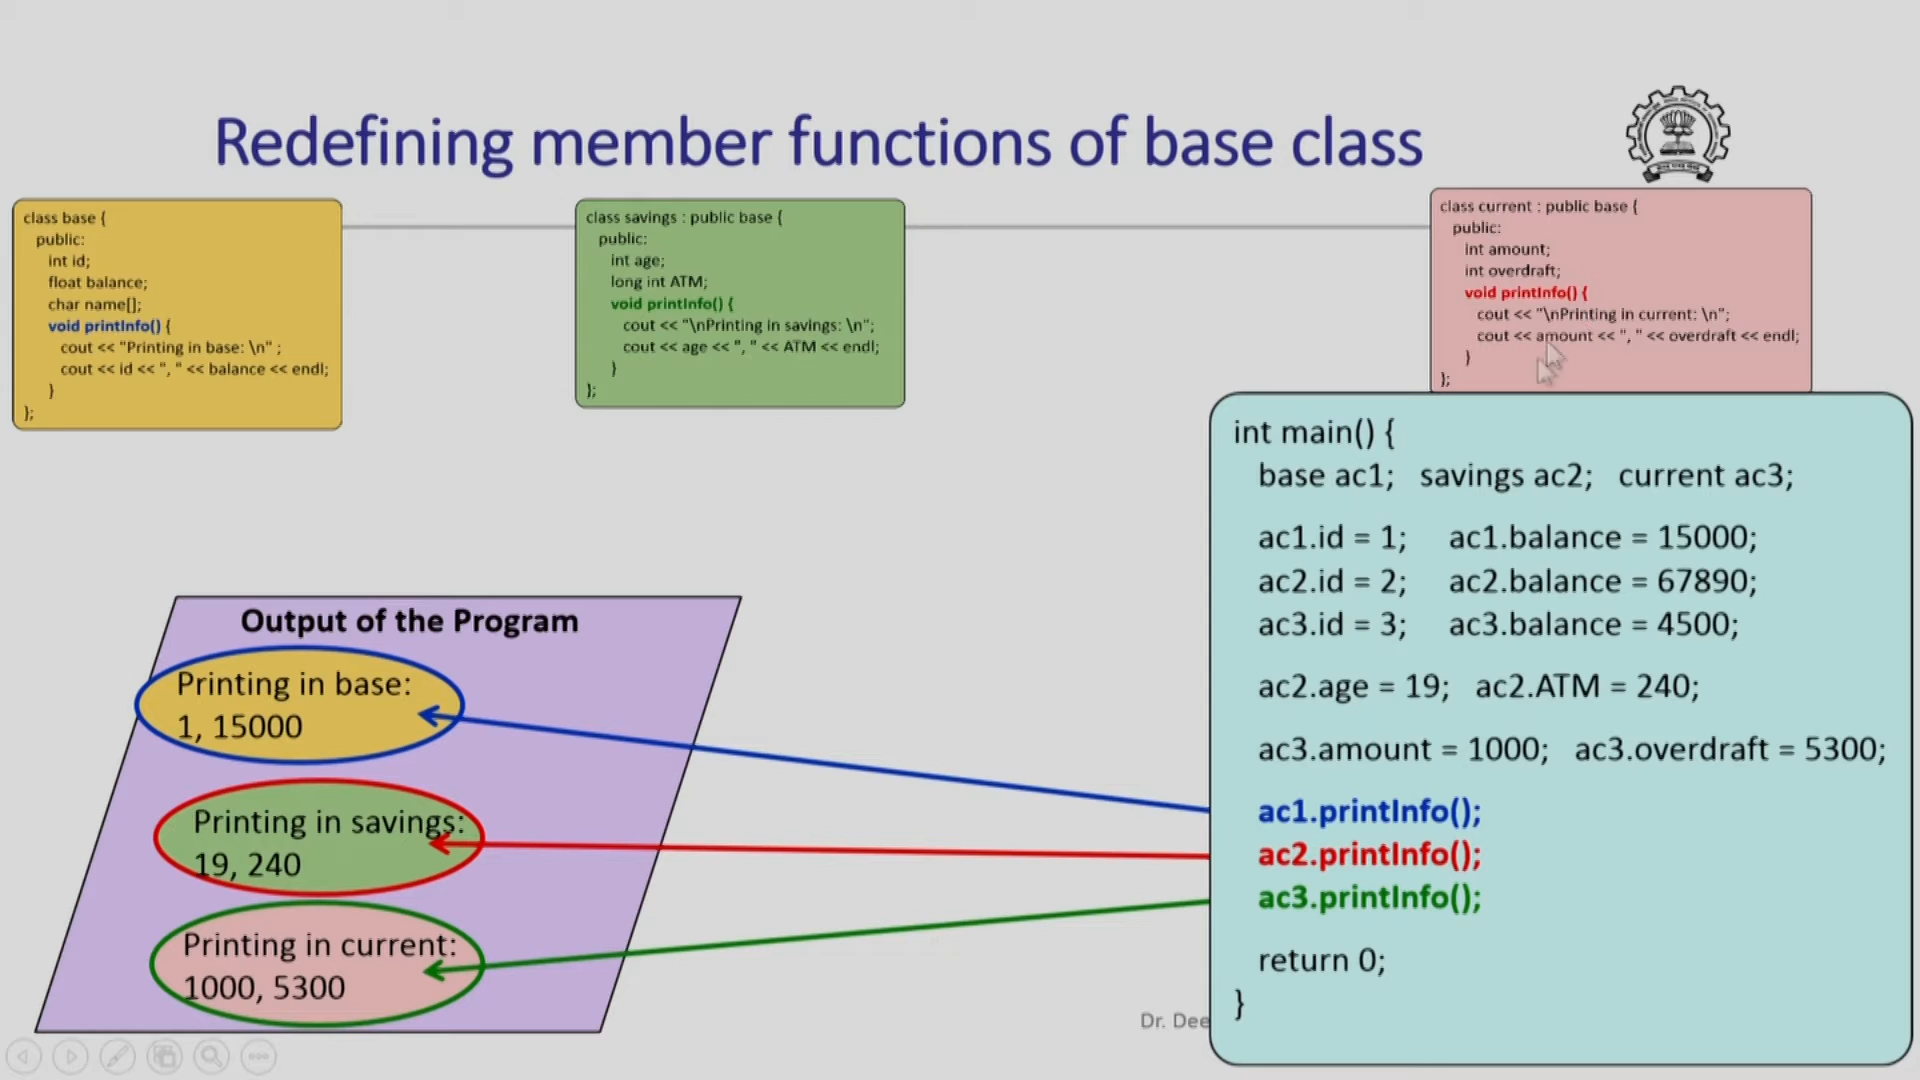 Redefining member functions of base class
class base {
public:
int id;
float balance;
char name[];
void printInfo() {
cout << "Printing in base: \n" ;
cout << id << ", " << balance << endl;
}
};
class savings : public base {
public:
int age;
long int ATM;
void printInfo() {
cout << "\nPrinting in savings: \n";
cout << age << ", " << ATM << endl;
}
};
class current : public base {
public:
int amount;
int overdraft;
void printInfo() {
cout << "\nPrinting in current: \n";
cout << amount << ", " << overdraft << endl;
}
};
int main() {
base ac1; savings ac2; current ac3;
ac1.id = 1; ac1.balance = 15000;
ac2.id = 2; ac2.balance = 67890;
ac3.id = 3; ac3.balance = 4500;
ac2.age = 19; ac2.ATM = 240;
ac3.amount = 1000; ac3.overdraft = 5300;
ac1.printInfo();
ac2.printInfo();
ac3.printInfo();
return 0;
}
Output of the Program
Printing in base:
1, 15000
Printing in savings:
19, 240
Printing in current:
1000, 5300
Dr. Dee